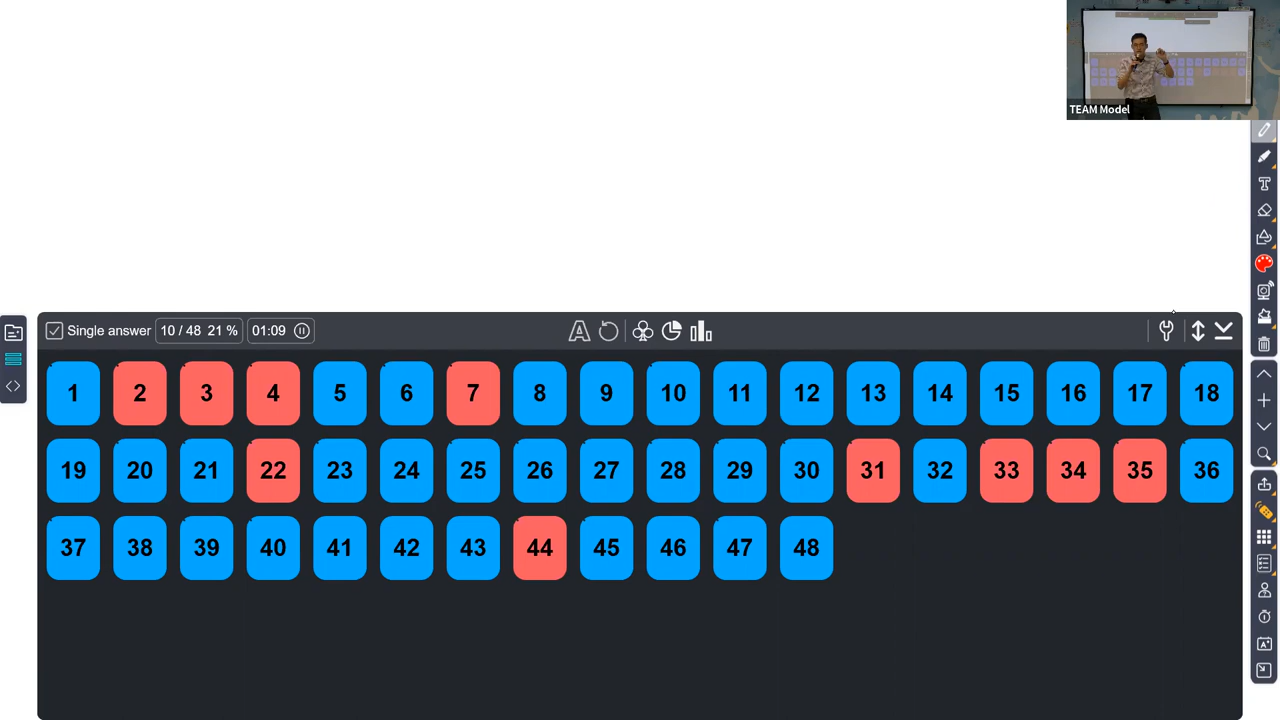 TEAM Model
Single answer 10 / 48 21 % 01:09
1 2 3 4 5 6 7 8 9 10 11 12 13 14 15 16 17 18
19 20 21 22 23 24 25 26 27 28 29 30 31 32 33 34 35 36
37 38 39 40 41 42 43 44 45 46 47 48